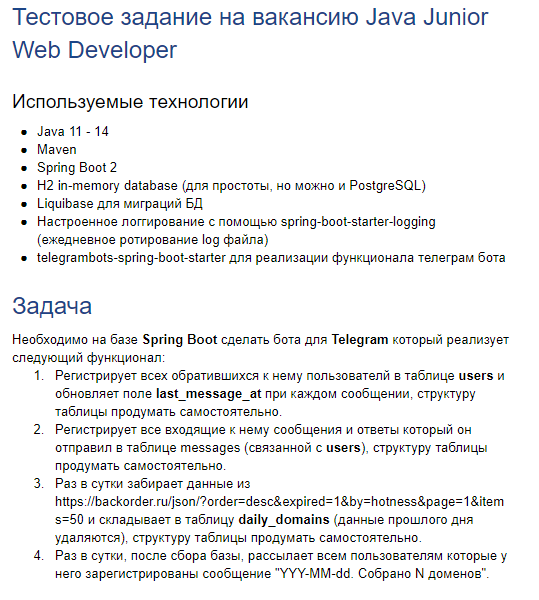 Тестовое задание на вакансию Java Junior
Web Developer
Используемые технологии
● Java 11 - 14
● Maven
● Spring Boot 2
● H2 in-memory database (для простоты, но можно и PostgreSQL)
● Liquibase для миграций БД
● Настроенное логгирование с помощью spring-boot-starter-logging
(ежедневное ротирование log файла)
● telegrambots-spring-boot-starter для реализации функционала телеграм бота
Задача
Необходимо на базе Spring Boot сделать бота для Telegram который реализует
следующий функционал:
1. Регистрирует всех обратившихся к нему пользователй в таблице users и
обновляет поле last_message_at при каждом сообщении, структуру
таблицы продумать самостоятельно.
2. Регистрирует все входящие к нему сообщения и ответы который он
отправил в таблице messages (связанной с users), структуру таблицы
продумать самостоятельно.
3. Раз в сутки забирает данные из
https://backorder.ru/json/?order=desc&expired=1&by=hotness&page=1&item
s=50 и складывает в таблицу daily_domains (данные прошлого дня
удаляются), структуру таблицы продумать самостоятельно.
4. Раз в сутки, после сбора базы, рассылает всем пользователям которые у
него зарегистрированы сообщение "YYY-MM-dd. Собрано N доменов".